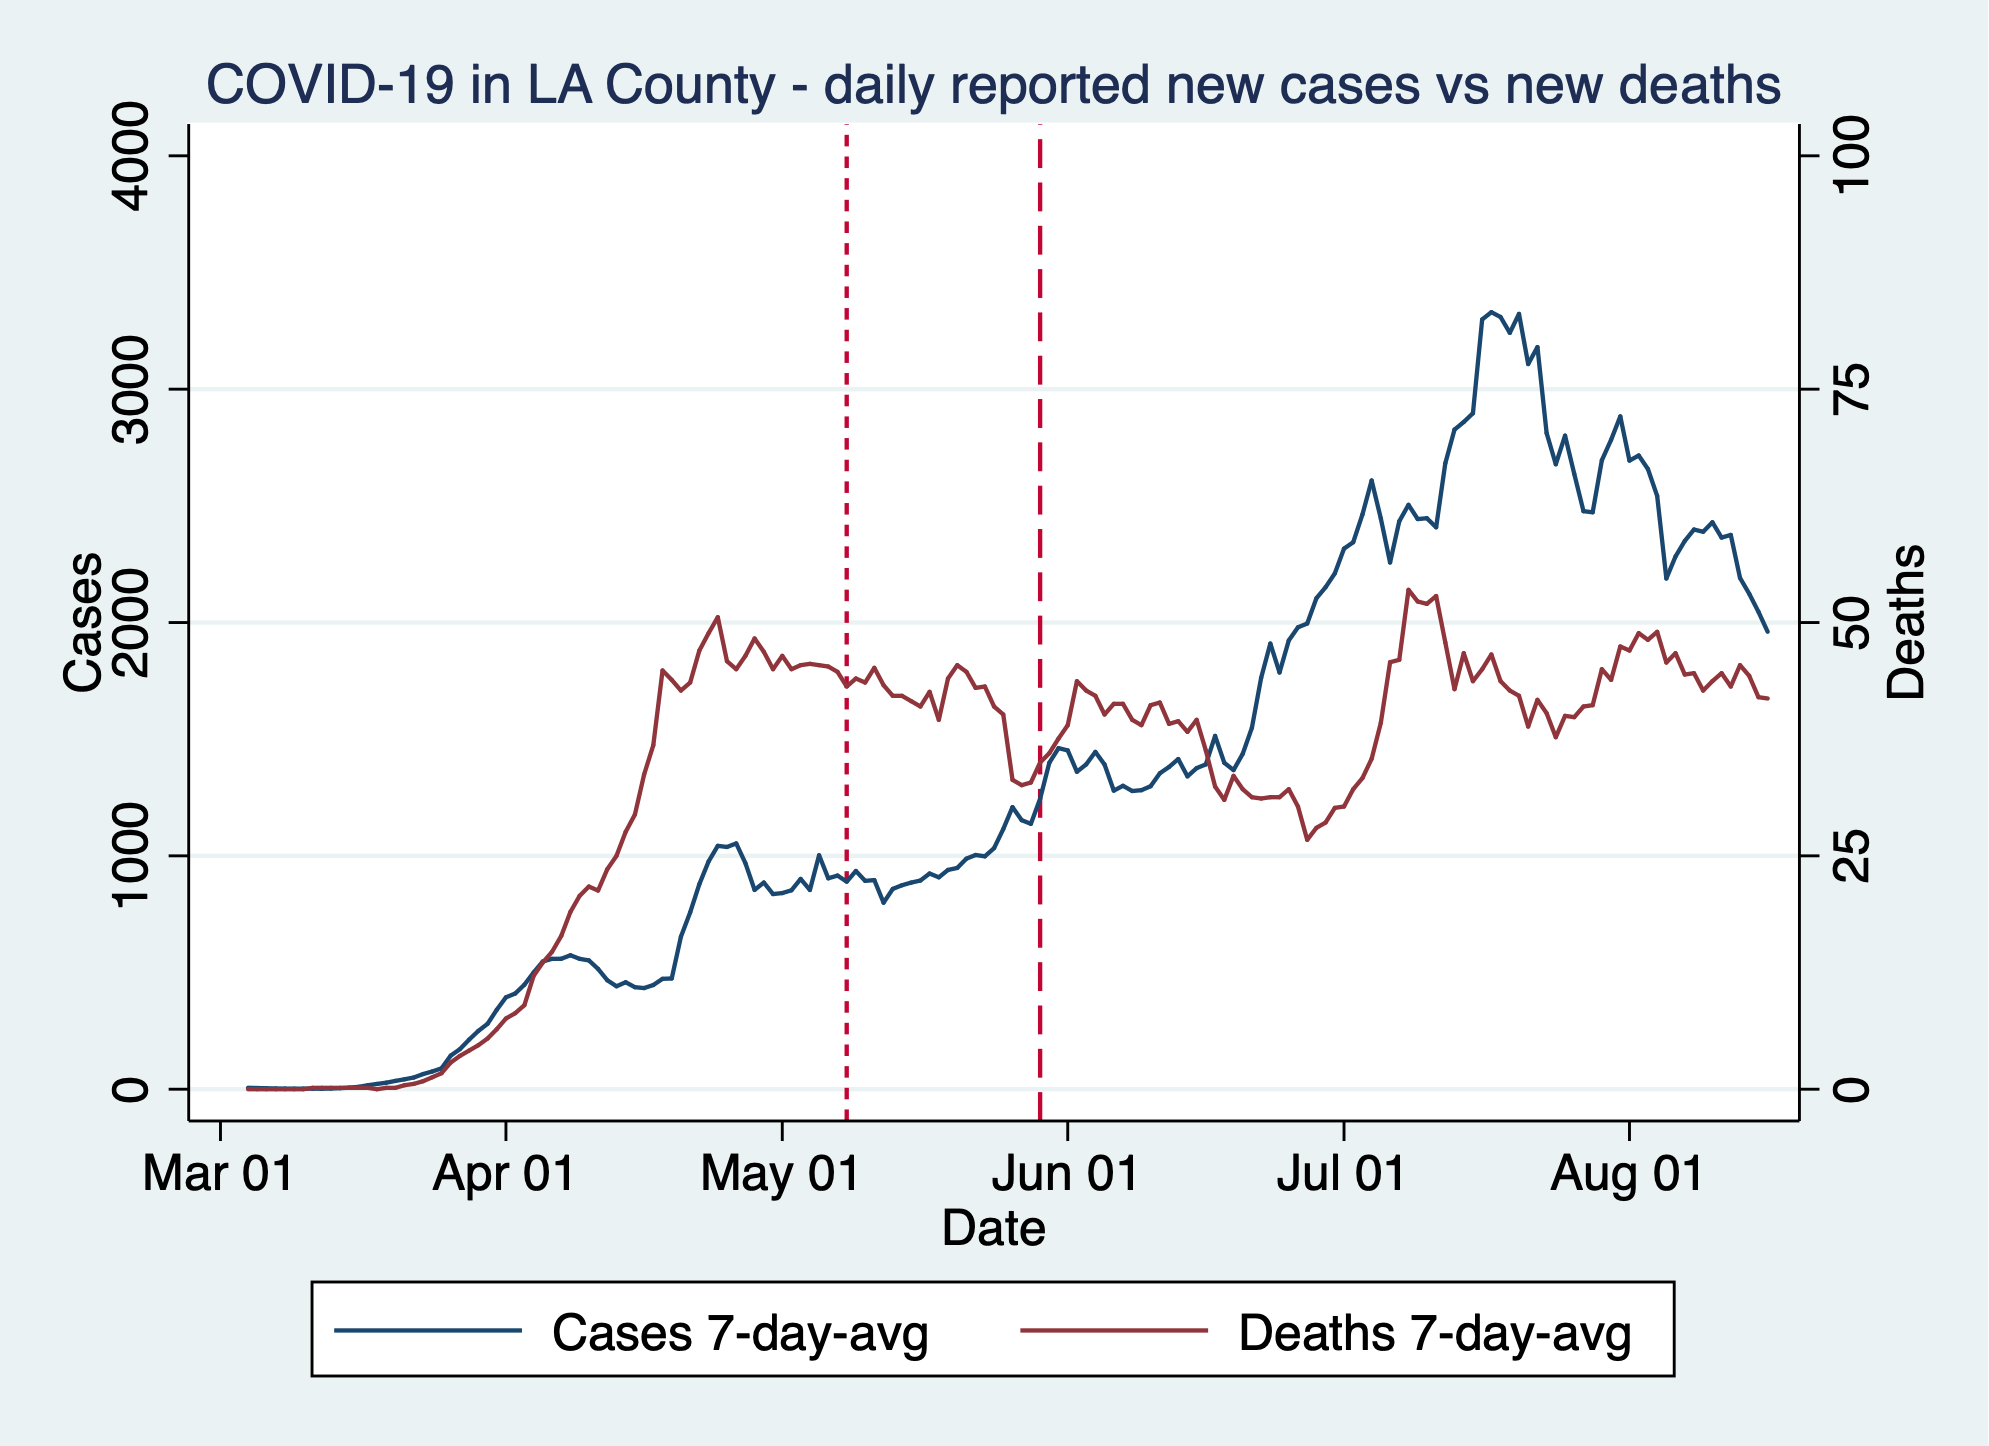 COVID-19 in LA County - daily reported new cases vs new deaths
Cases
4000
3000
2000
1000
0
Deaths
100
75
50
25
0
Mar 01 Apr 01 May 01 Jun 01 Jul 01 Aug 01
Date
Cases 7-day-avg Deaths 7-day-avg